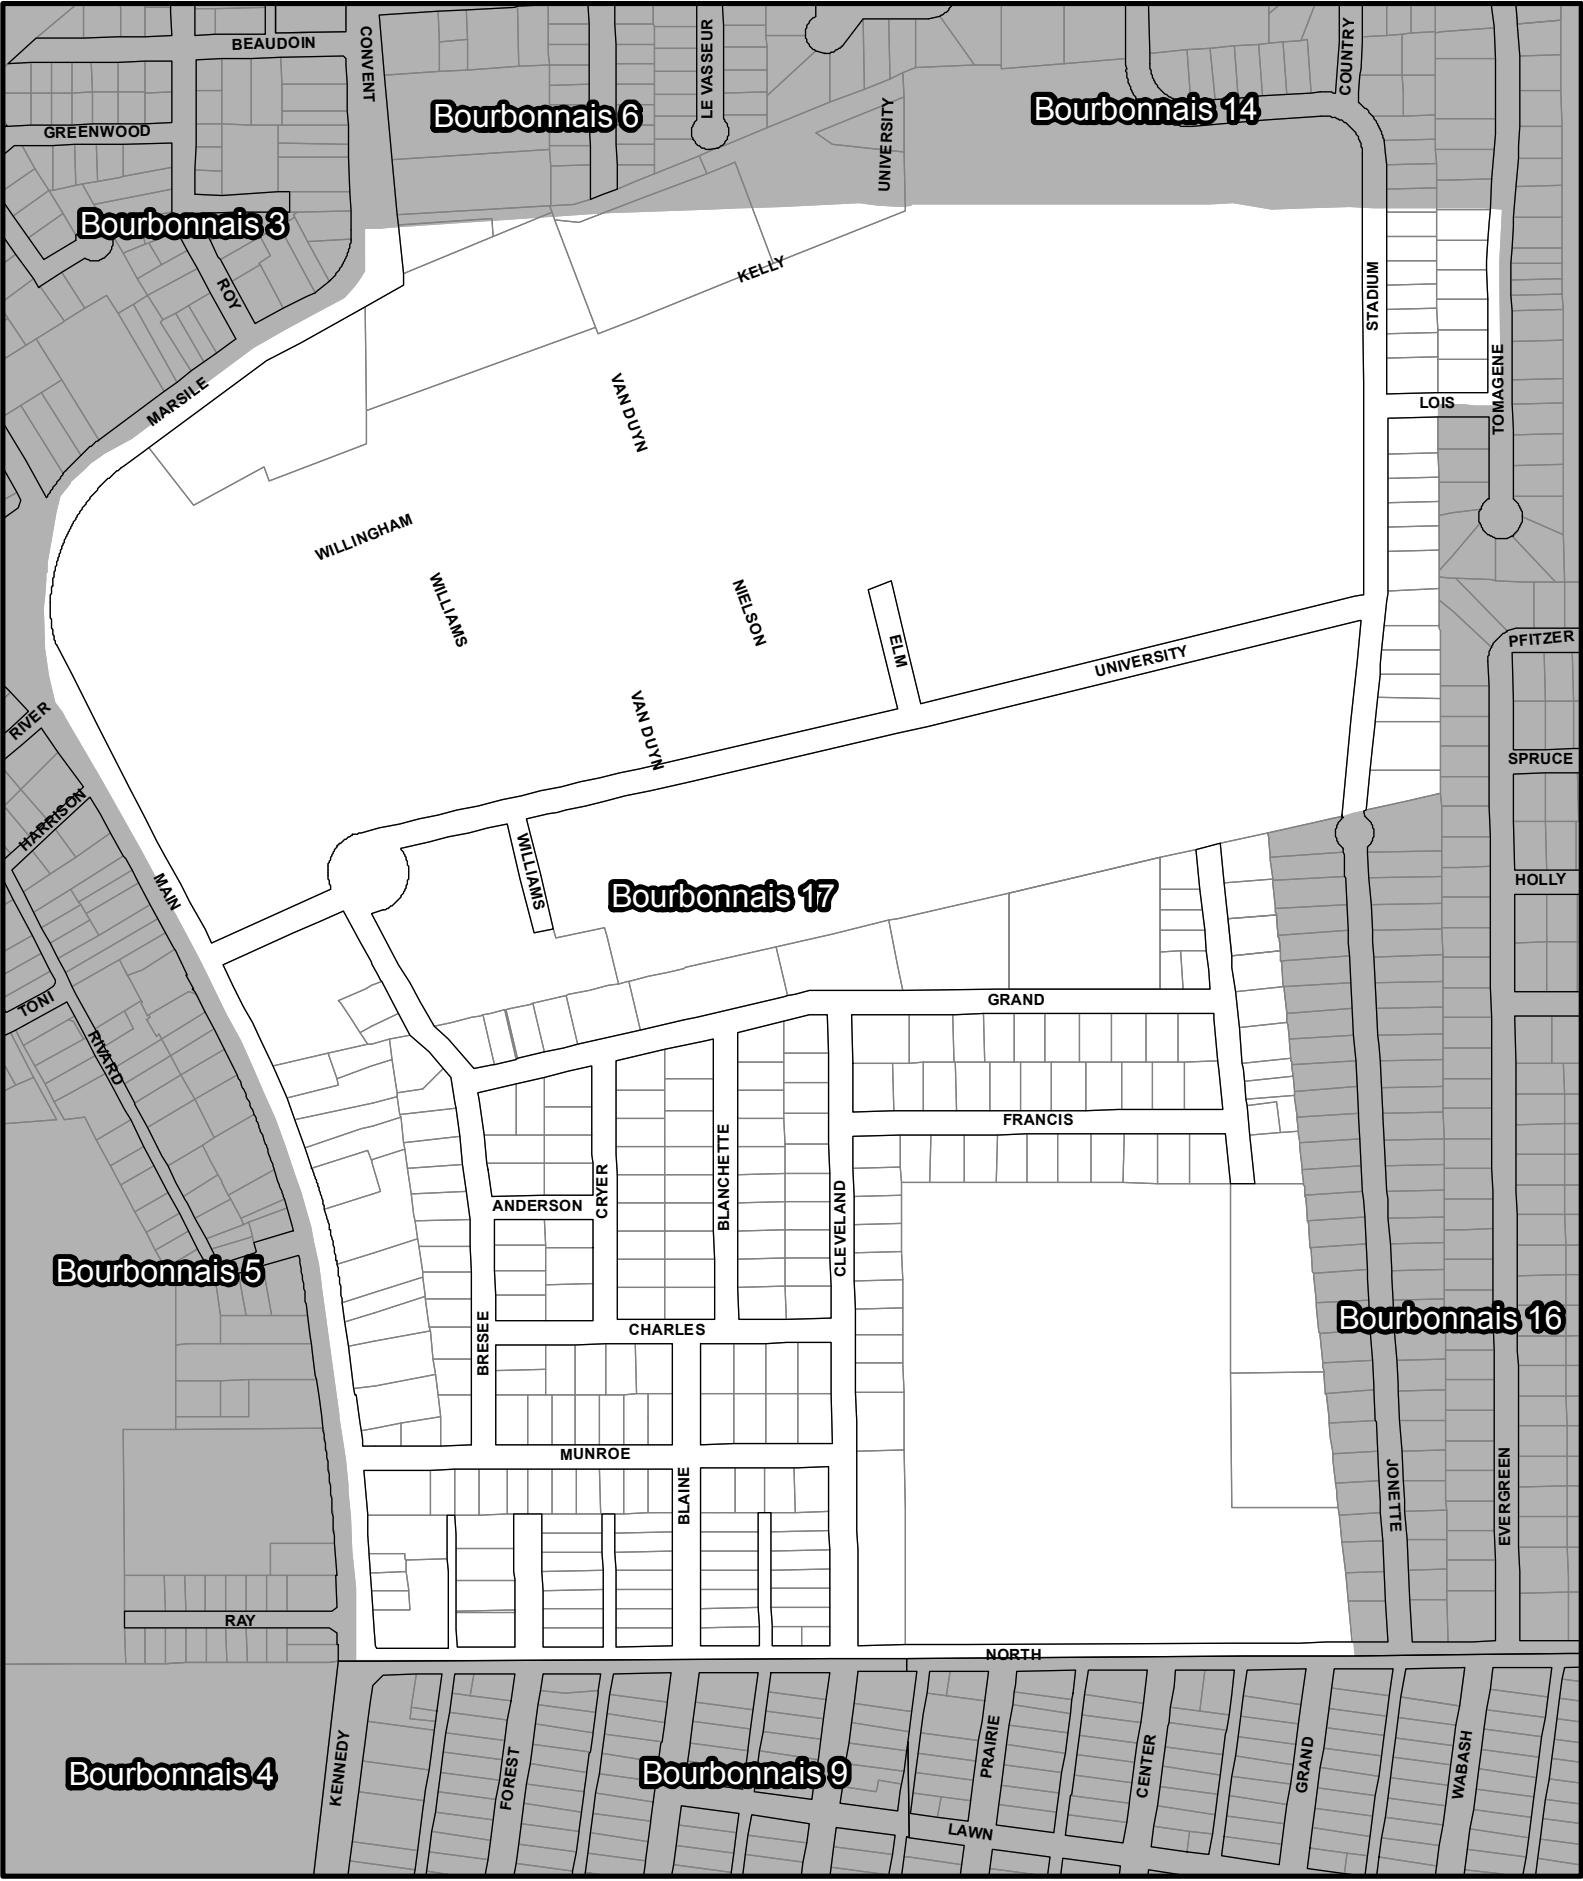 BEAUDOIN
CONVENT
LE VASSEUR
COUNTRY
Bourbonnais 6
Bourbonnais 14
GREENWOOD
UNIVERSITY
Bourbonnais 3
ROY
KELLY
STADIUM
MARSILE
VAN DUYN
LOIS
TOMAGENE
WILLINGHAM
WILLIAMS
NIELSON
ELM
UNIVERSITY
PFITZER
RIVER
VAN DUYN
SPRUCE
HARRISON
MAIN
WILLIAMS
Bourbonnais 17
HOLLY
TONI
GRAND
RIVARD
FRANCIS
ANDERSON
CRYER
BLANCHETTE
CLEVELAND
Bourbonnais 5
BRESEE
CHARLES
Bourbonnais 16
MUNROE
BLAINE
JONETTE
EVERGREEN
RAY
NORTH
Bourbonnais 4
KENNEDY
FOREST
Bourbonnais 9
PRAIRIE
CENTER
GRAND
WABASH
LAWN